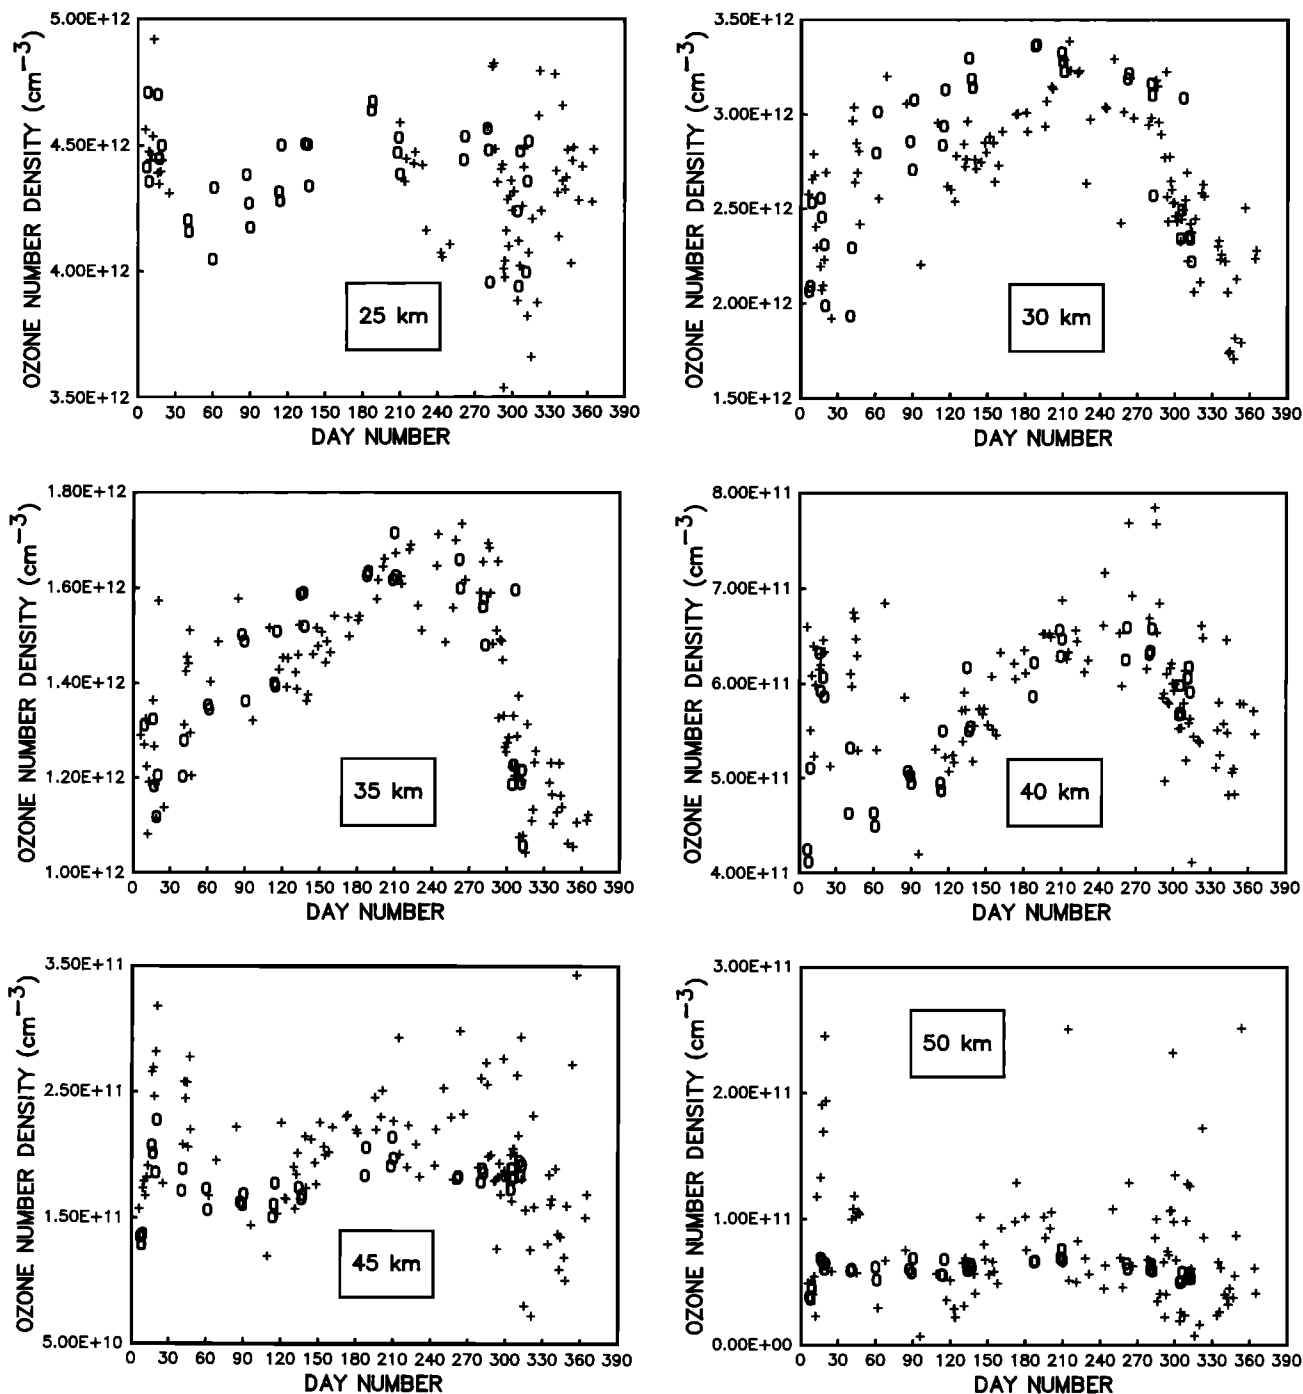 OZONE NUMBER DENSITY (cm−3)
5.00E+12
4.50E+12
4.00E+12
3.50E+12
25 km
0 30 60 90 120 150 180 210 240 270 300 330 360 390
DAY NUMBER
OZONE NUMBER DENSITY (cm−3)
3.50E+12
3.00E+12
2.50E+12
2.00E+12
1.50E+12
30 km
0 30 60 90 120 150 180 210 240 270 300 330 360 390
DAY NUMBER
OZONE NUMBER DENSITY (cm−3)
1.80E+12
1.60E+12
1.40E+12
1.20E+12
1.00E+12
35 km
0 30 60 90 120 150 180 210 240 270 300 330 360 390
DAY NUMBER
OZONE NUMBER DENSITY (cm−3)
8.00E+11
7.00E+11
6.00E+11
5.00E+11
4.00E+11
40 km
0 30 60 90 120 150 180 210 240 270 300 330 360 390
DAY NUMBER
OZONE NUMBER DENSITY (cm−3)
3.50E+11
2.50E+11
1.50E+11
5.00E+10
45 km
0 30 60 90 120 150 180 210 240 270 300 330 360 390
DAY NUMBER
OZONE NUMBER DENSITY (cm−3)
3.00E+11
2.00E+11
1.00E+11
0.00E+00
50 km
0 30 60 90 120 150 180 210 240 270 300 330 360 390
DAY NUMBER